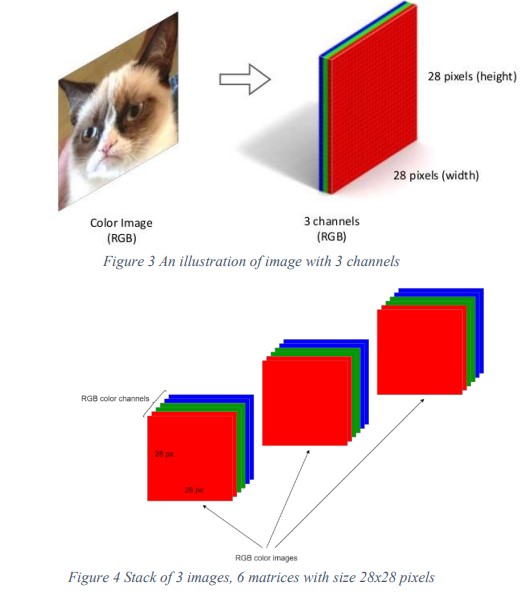 28 pixels (height)
28 pixels (width)
Color Image
(RGB)
3 channels
(RGB)
Figure 3 An illustration of image with 3 channels
RGB color channels
28 px
28 px
RGB color images
Figure 4 Stack of 3 images, 6 matrices with size 28x28 pixels